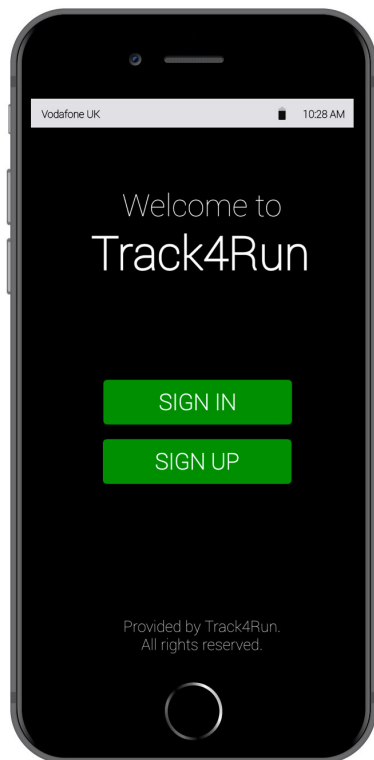 Vodafone UK 10:28 AM
Welcome to
Track4Run
SIGN IN
SIGN UP
Provided by Track4Run.
All rights reserved.